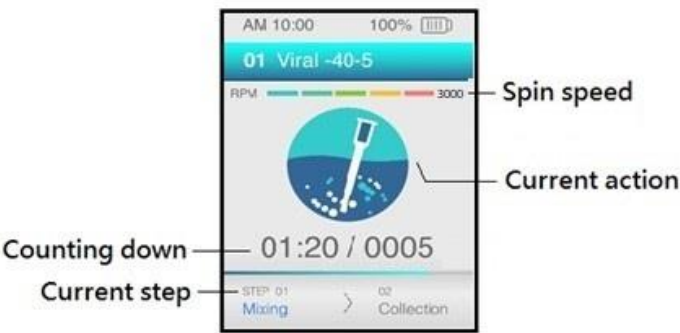 AM 10:00 100%
01 Viral -40-5
RPM 3000
Spin speed
Current action
Counting down
01:20 / 0005
Current step
STEP 01
Mixing
02
Collection